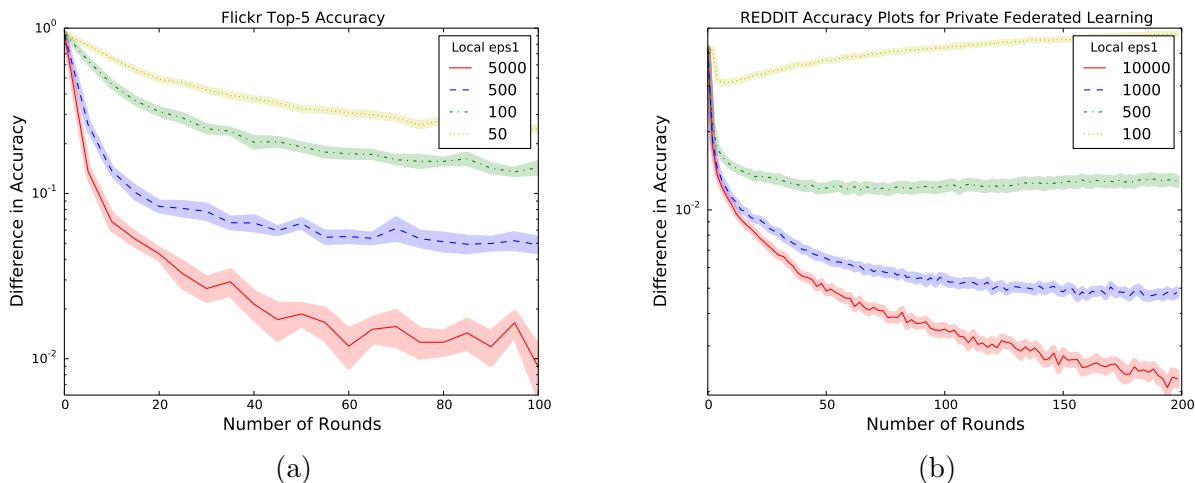 Flickr Top-5 Accuracy
Difference in Accuracy
10^0
10^-1
10^-2
Local eps1
5000
500
100
50
0 20 40 60 80 100
Number of Rounds
(a)
REDDIT Accuracy Plots for Private Federated Learning
Difference in Accuracy
10^-2
Local eps1
10000
1000
500
100
0 50 100 150 200
Number of Rounds
(b)